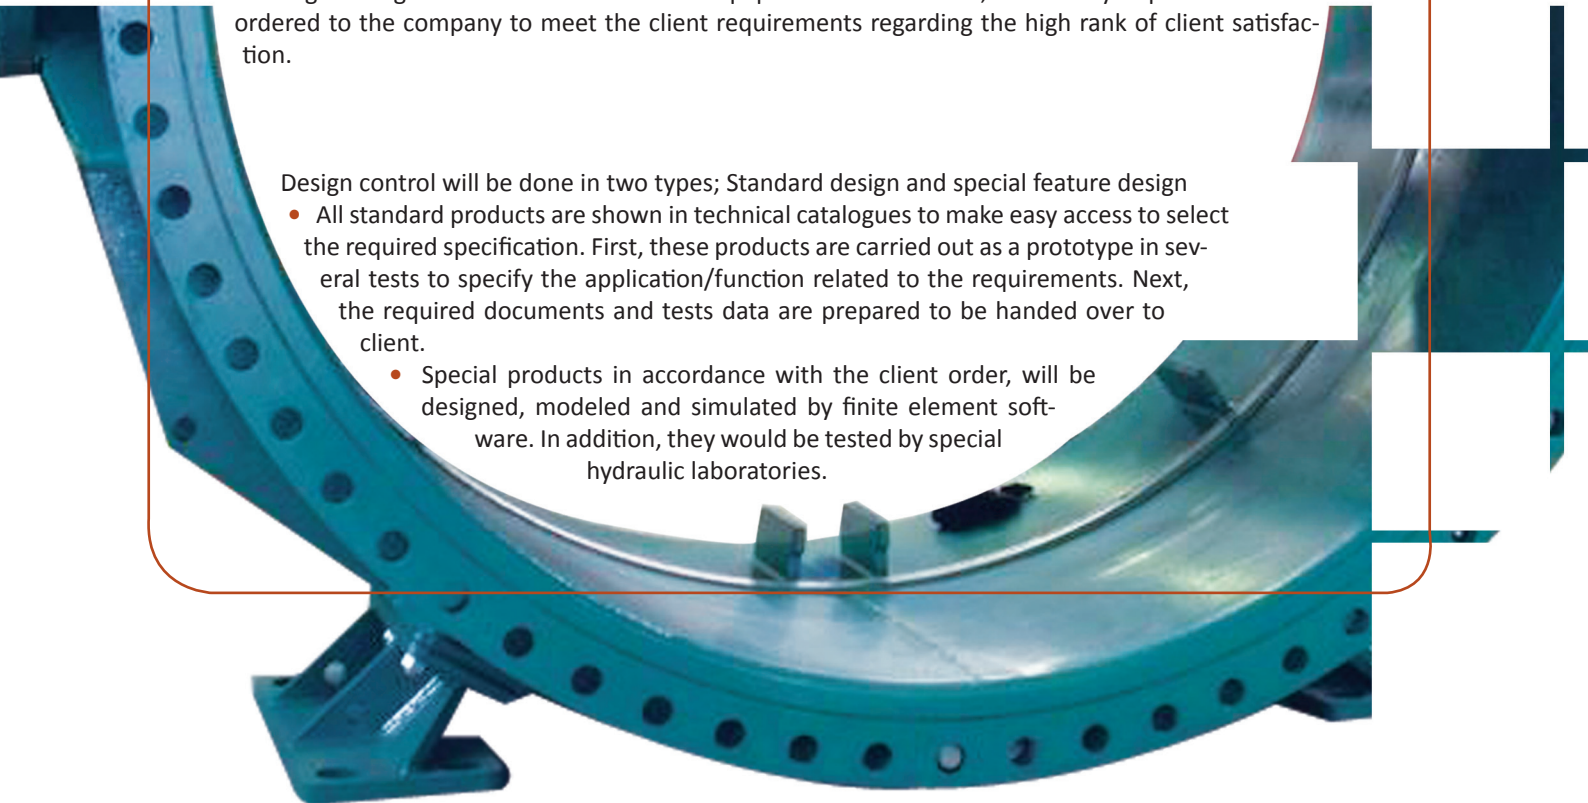 ordered to the company to meet the client requirements regarding the high rank of client satisfac-
tion.
Design control will be done in two types; Standard design and special feature design
• All standard products are shown in technical catalogues to make easy access to select
the required specification. First, these products are carried out as a prototype in sev-
eral tests to specify the application/function related to the requirements. Next,
the required documents and tests data are prepared to be handed over to
client.
• Special products in accordance with the client order, will be
designed, modeled and simulated by finite element soft-
ware. In addition, they would be tested by special
hydraulic laboratories.